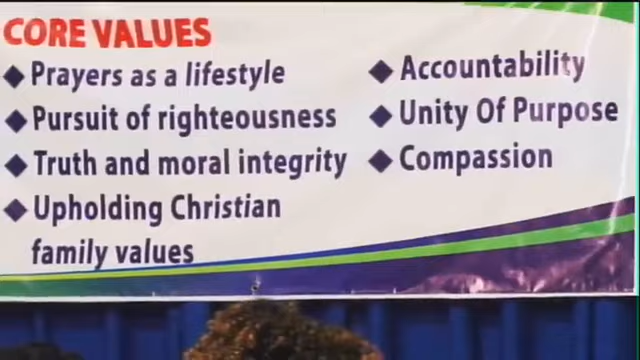 CORE VALUES
◆ Prayers as a lifestyle
◆ Pursuit of righteousness
◆ Truth and moral integrity
◆ Upholding Christian
family values
◆ Accountability
◆ Unity Of Purpose
◆ Compassion